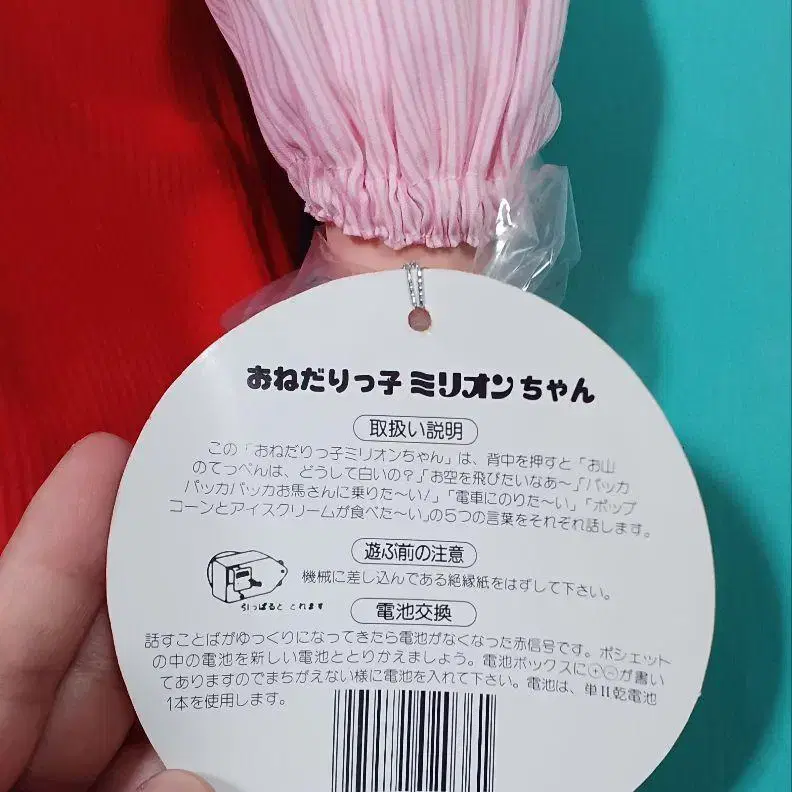 おねだりっ子ミリオンちゃん
取扱い説明
この「おねだりっ子ミリオンちゃん」は、背中を押すと「お山
のてっぺんは、どうして白いの?」「お空を飛びたいなあ〜」「パッカ
パッカパッカお馬さんに乗りた〜い!」「電車にのりた〜い」「ポップ
コーンとアイスクリームが食べた〜い」の5つの言葉をそれぞれ話します。
遊ぶ前の注意
機械に差し込んである絶縁紙をはずして下さい。
引っぱると とれます
電池交換
話すことばがゆっくりになってきたら電池がなくなった赤信号です。ポシェット
の中の電池を新しい電池ととりかえましょう。電池ボックスに⊕⊖が書い
てありますのでまちがえない様に電池を入れて下さい。電池は、単II乾電池
1本を使用します。